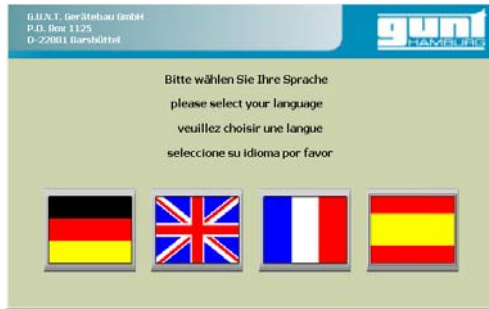 G.U.N.T. Gerätebau GmbH
P.O. Box 1125
D-22881 Barsbüttel
gunt
HAMBURG
Bitte wählen Sie Ihre Sprache
please select your language
veuillez choisir une langue
seleccione su idioma por favor